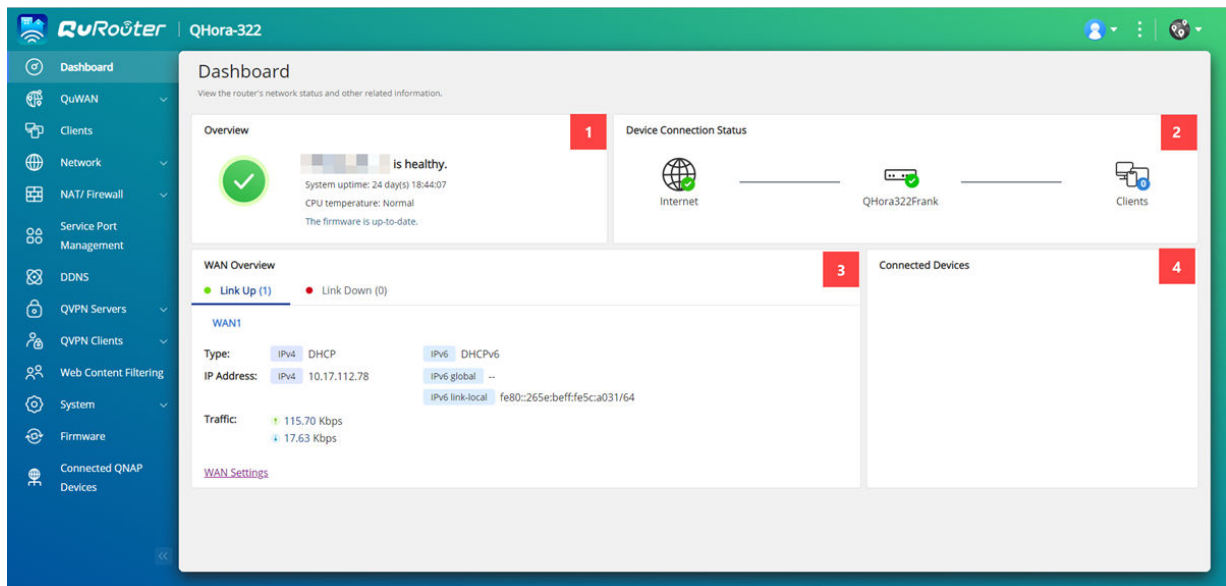 QuRouter | QHora-322
Dashboard
QuWAN
Clients
Network
NAT/ Firewall
Service Port
Management
DDNS
QVPN Servers
QVPN Clients
Web Content Filtering
System
Firmware
Connected QNAP
Devices
Dashboard
View the router's network status and other related information.
Overview
1
is healthy.
System uptime: 24 day(s) 18:44:07
CPU temperature: Normal
The firmware is up-to-date.
Device Connection Status
2
Internet
QHora322Frank
0
Clients
WAN Overview
3
Link Up (1) Link Down (0)
WAN1
Type: IPv4 DHCP IPv6 DHCPv6
IP Address: IPv4 10.17.112.78 IPv6 global --
IPv6 link-local fe80::265e:beff:fe5c:a031/64
Traffic: 115.70 Kbps
17.63 Kbps
WAN Settings
Connected Devices
4